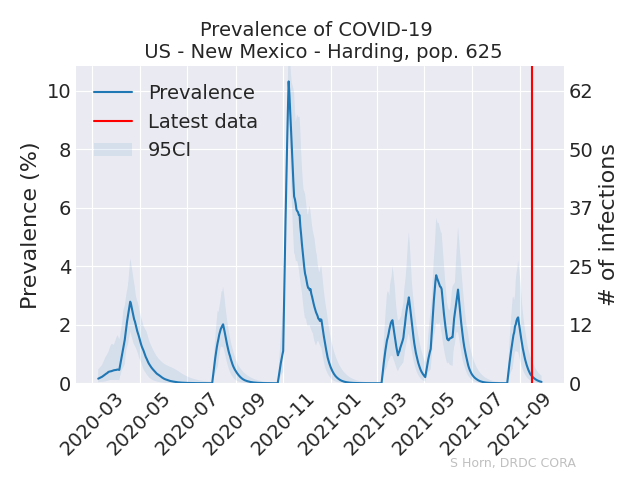 Prevalence of COVID-19
US - New Mexico - Harding, pop. 625
Prevalence
Latest data
95CI
Prevalence (%)
10
8
6
4
2
0
# of infections
62
50
37
25
12
0
2020-03
2020-05
2020-07
2020-09
2020-11
2021-01
2021-03
2021-05
2021-07
2021-09
S Horn, DRDC CORA